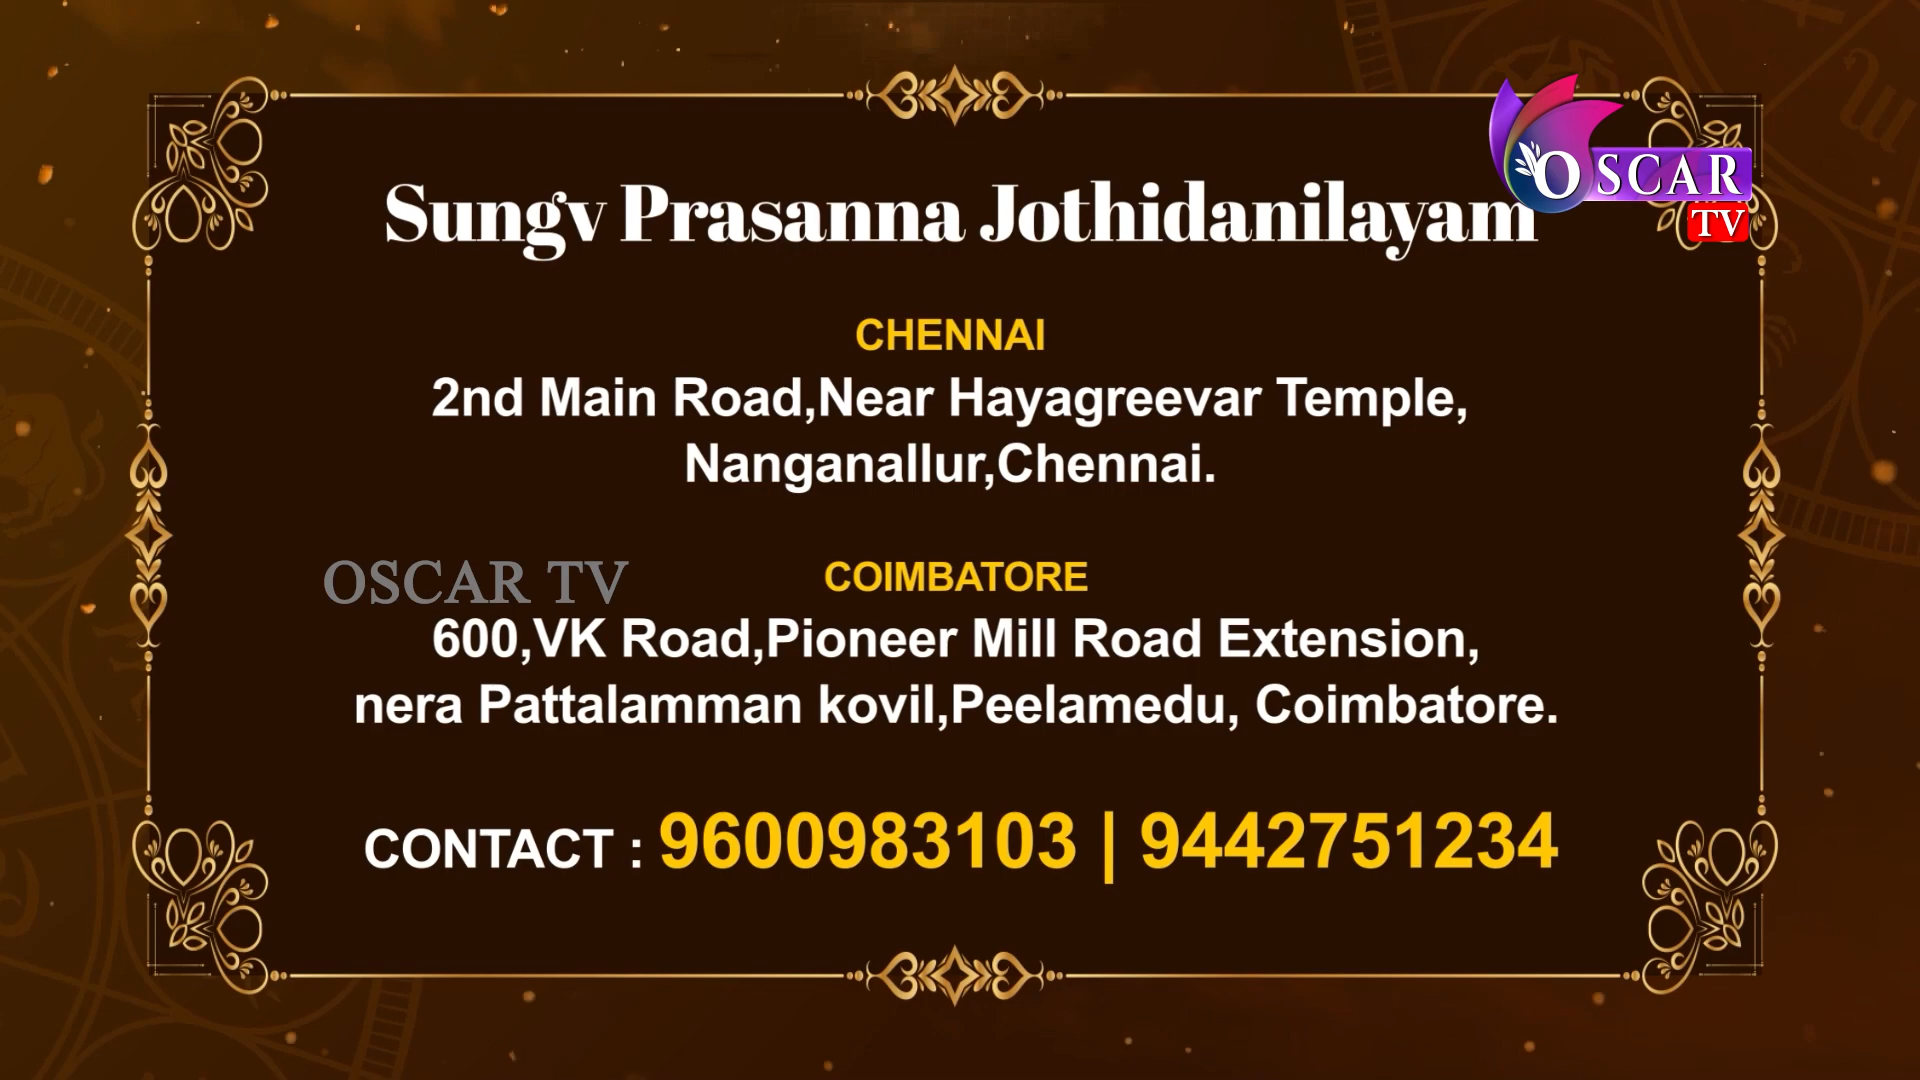 OSCAR
TV
Sungv Prasanna Jothidanilayam
CHENNAI
2nd Main Road,Near Hayagreevar Temple,
Nanganallur,Chennai.
OSCAR TV
COIMBATORE
600,VK Road,Pioneer Mill Road Extension,
nera Pattalamman kovil,Peelamedu, Coimbatore.
CONTACT : 9600983103 | 9442751234